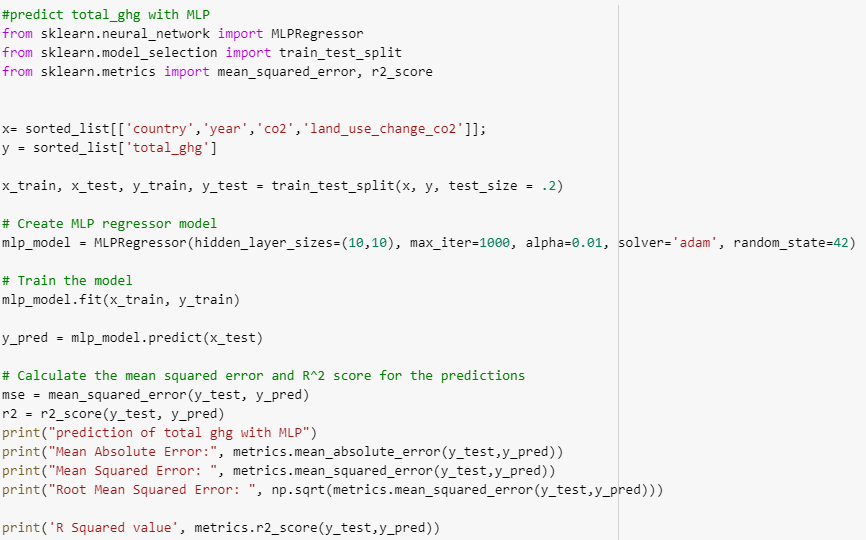 #predict total_ghg with MLP
from sklearn.neural_network import MLPRegressor
from sklearn.model_selection import train_test_split
from sklearn.metrics import mean_squared_error, r2_score
x= sorted_list[['country','year','co2','land_use_change_co2']];
y = sorted_list['total_ghg']
x_train, x_test, y_train, y_test = train_test_split(x, y, test_size = .2)
# Create MLP regressor model
mlp_model = MLPRegressor(hidden_layer_sizes=(10,10), max_iter=1000, alpha=0.01, solver='adam', random_state=42)
# Train the model
mlp_model.fit(x_train, y_train)
y_pred = mlp_model.predict(x_test)
# Calculate the mean squared error and R^2 score for the predictions
mse = mean_squared_error(y_test, y_pred)
r2 = r2_score(y_test, y_pred)
print("prediction of total ghg with MLP")
print("Mean Absolute Error:", metrics.mean_absolute_error(y_test,y_pred))
print("Mean Squared Error: ", metrics.mean_squared_error(y_test,y_pred))
print("Root Mean Squared Error: ", np.sqrt(metrics.mean_squared_error(y_test,y_pred)))
print('R Squared value', metrics.r2_score(y_test,y_pred))